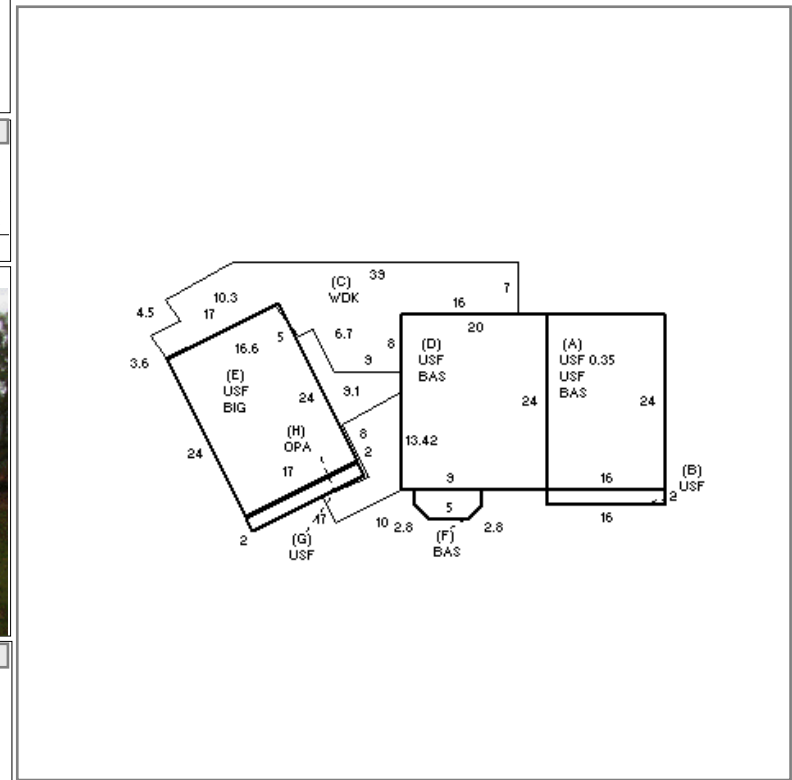 39
(C)
WDK
7
10.3
4.5
17
16
20
6.7
8
5
(D)
USF
BAS
(A)
USF 0.35
USF
BAS
16.6
3.6
9
(E)
USF
BIG
9.1
24
24
24
(H)
OPA
8
13.42
2
24
17
9
16
(B)
USF
2
5
17
10
2.8
2.8
16
2
(G)
USF
(F)
BAS